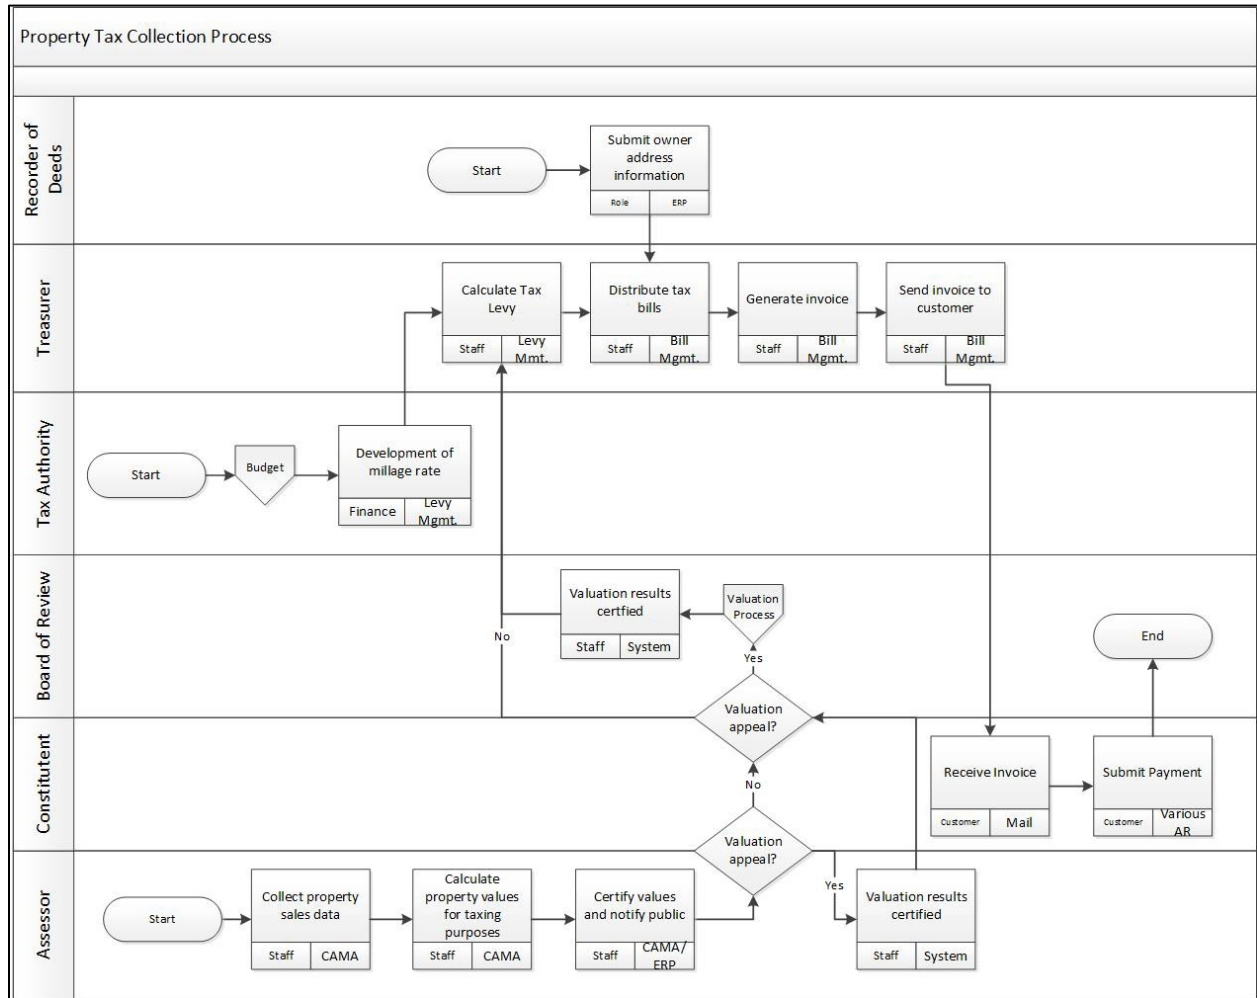 Property Tax Collection Process
Recorder of
Deeds
Start
Submit owner
address
information
Role
ERP
Treasurer
Calculate Tax
Levy
Staff
Levy
Mmt.
Distribute tax
bills
Staff
Bill
Mgmt.
Generate invoice
Staff
Bill
Mgmt.
Send invoice to
customer
Staff
Bill
Mgmt.
Tax Authority
Start
Budget
Development of
millage rate
Finance
Levy
Mgmt.
Board of Review
No
Valuation results
certfied
Staff
System
Valuation
Process
Yes
Valuation
appeal?
End
Constitutent
No
Valuation
appeal?
Receive Invoice
Customer
Mail
Submit Payment
Customer
Various
AR
Assessor
Start
Collect property
sales data
Staff
CAMA
Calculate
property values
for taxing
purposes
Staff
CAMA
Certify values
and notify public
Staff
CAMA/
ERP
Yes
Valuation results
certified
Staff
System